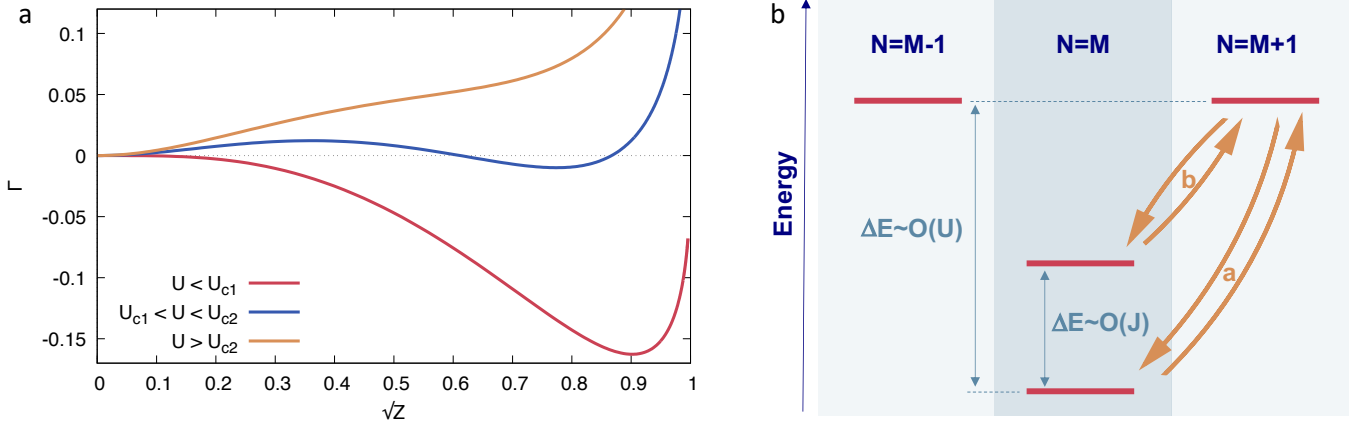 a
0.1
0.05
0
-0.05
-0.1
-0.15
Γ
U < Uc1
Uc1 < U < Uc2
U > Uc2
0 0.1 0.2 0.3 0.4 0.5 0.6 0.7 0.8 0.9 1
√Z
b
N=M-1 N=M N=M+1
Energy
ΔE~O(U)
b
a
ΔE~O(J)